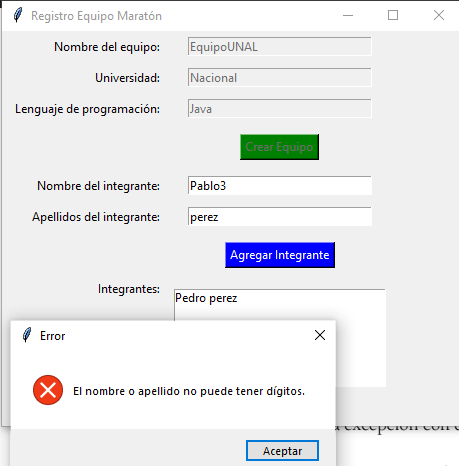 Registro Equipo Maratón
Nombre del equipo: EquipoUNAL
Universidad: Nacional
Lenguaje de programación: Java
Crear Equipo
Nombre del integrante: Pablo3
Apellidos del integrante: perez
Agregar Integrante
Integrantes: Pedro perez
Error
El nombre o apellido no puede tener dígitos.
excepción con
Aceptar